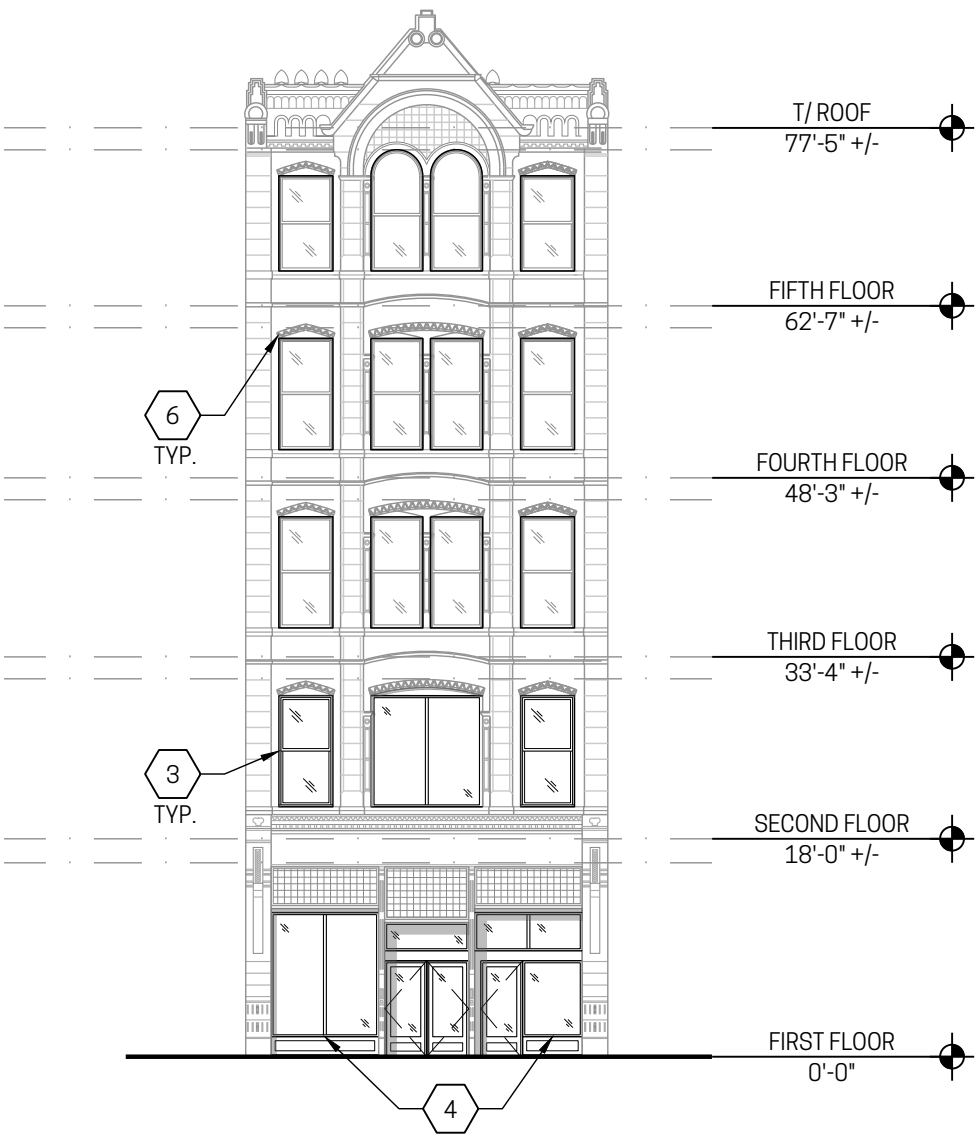 T/ ROOF
77'-5" +/-
FIFTH FLOOR
62'-7" +/-
6
TYP.
FOURTH FLOOR
48'-3" +/-
THIRD FLOOR
33'-4" +/-
3
TYP.
SECOND FLOOR
18'-0" +/-
FIRST FLOOR
0'-0"
4